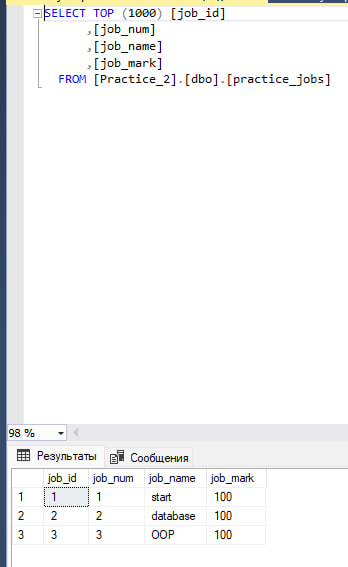 SELECT TOP (1000) [job_id]
,[job_num]
,[job_name]
,[job_mark]
FROM [Practice_2].[dbo].[practice_jobs]
98 %
Результаты Сообщения
job_id job_num job_name job_mark
1 1 1 start 100
2 2 2 database 100
3 3 3 OOP 100